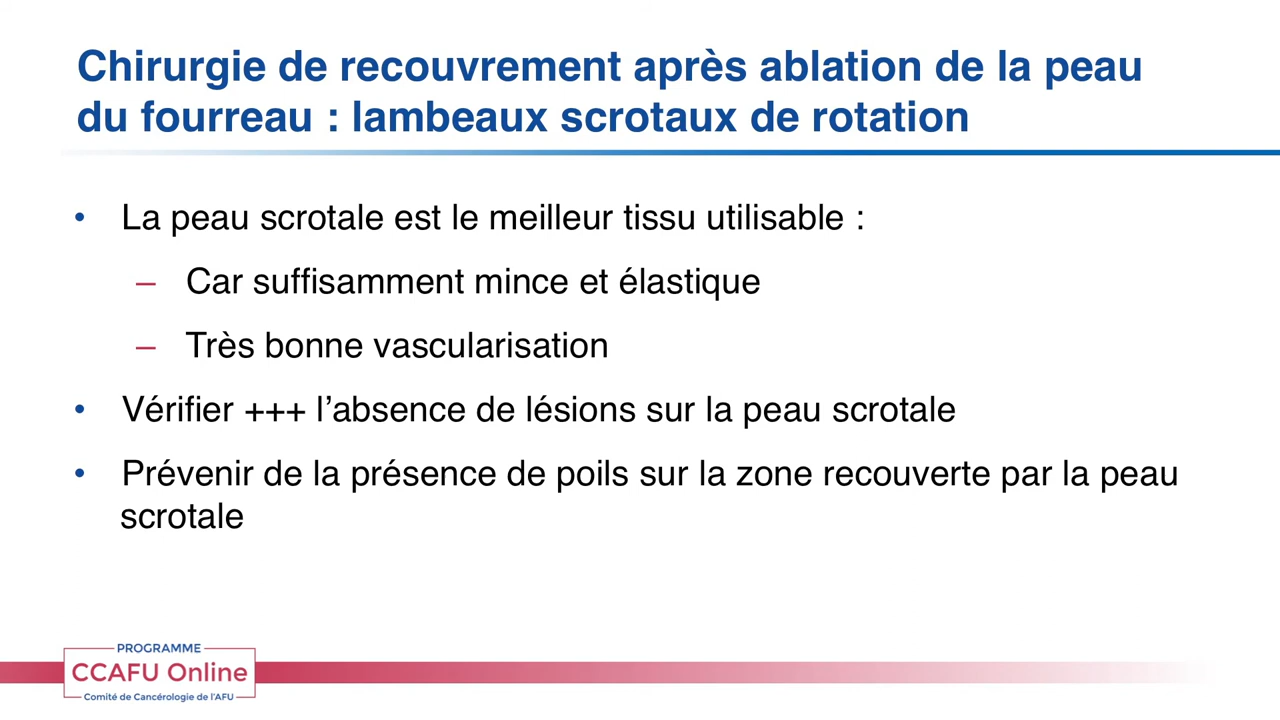 Chirurgie de recouvrement après ablation de la peau
du fourreau : lambeaux scrotaux de rotation
• La peau scrotale est le meilleur tissu utilisable :
– Car suffisamment mince et élastique
– Très bonne vascularisation
• Vérifier +++ l’absence de lésions sur la peau scrotale
• Prévenir de la présence de poils sur la zone recouverte par la peau
scrotale
PROGRAMME
CCAFU Online
Comité de Cancérologie de l'AFU